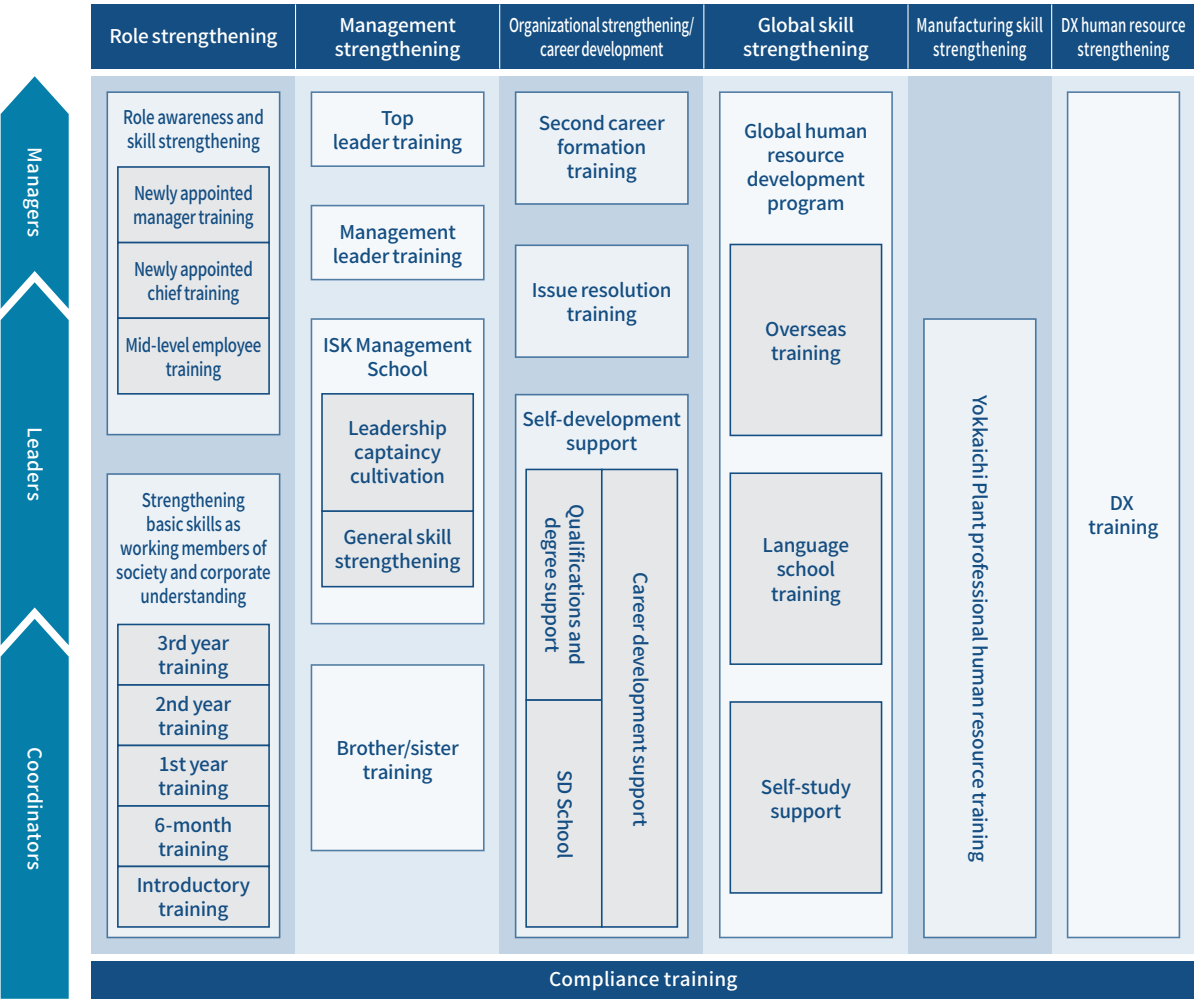 Role strengthening
Management
strengthening
Organizational strengthening/
career development
Global skill
strengthening
Manufacturing skill
strengthening
DX human resource
strengthening
Managers
Leaders
Coordinators
Role awareness and
skill strengthening
Newly appointed
manager training
Newly appointed
chief training
Mid-level employee
training
Strengthening
basic skills as
working members of
society and corporate
understanding
3rd year
training
2nd year
training
1st year
training
6-month
training
Introductory
training
Top
leader training
Management
leader training
ISK Management
School
Leadership
captaincy
cultivation
General skill
strengthening
Brother/sister
training
Second career
formation
training
Issue resolution
training
Self-development
support
Qualifications and
degree support
SD School
Career development support
Global human
resource
development
program
Overseas
training
Language
school
training
Self-study
support
Yokkaichi Plant professional human resource training
DX
training
Compliance training